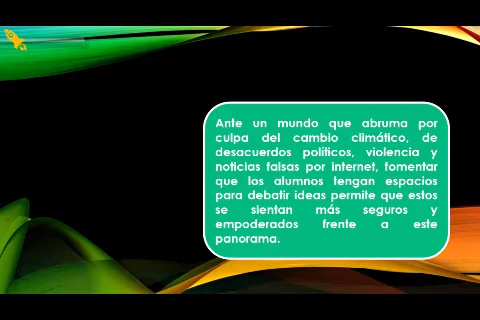 Ante un mundo que abruma por
culpa del cambio climático, de
desacuerdos políticos, violencia y
noticias falsas por internet, fomentar
que los alumnos tengan espacios
para debatir ideas permite que estos
se sientan más seguros y
empoderados frente a este
panorama.